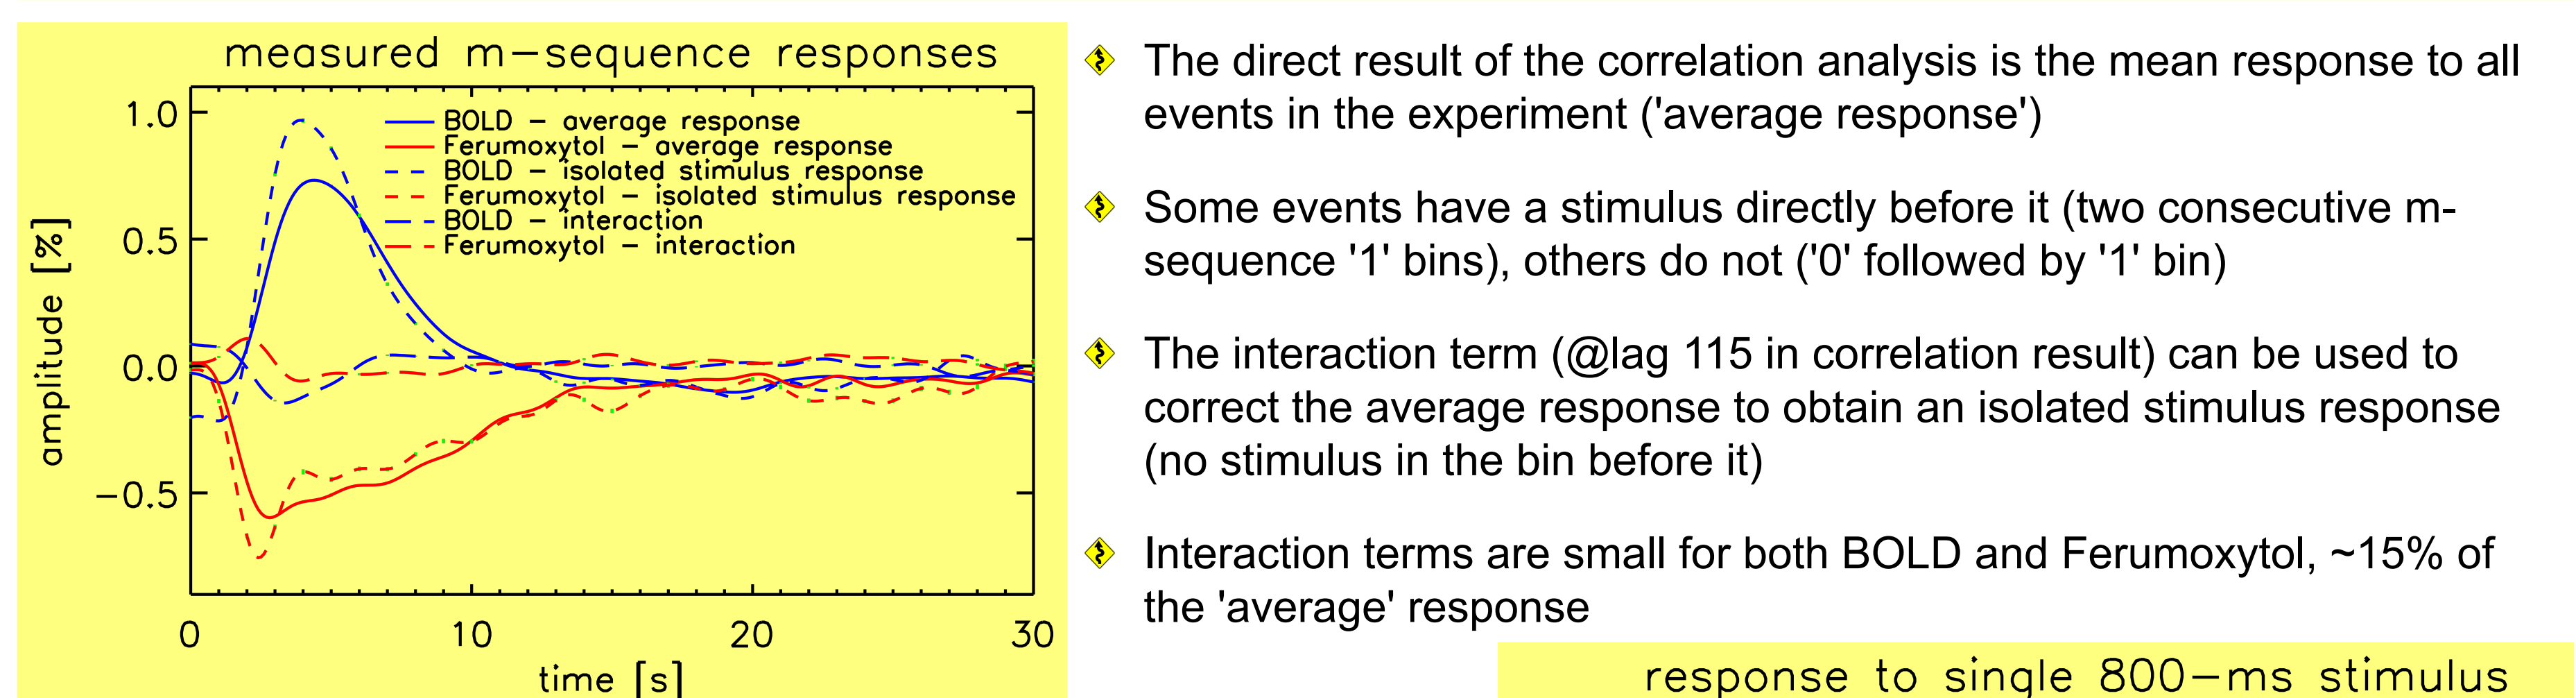 measured m-sequence responses
1.0
0.5
0.0
-0.5
amplitude [%]
BOLD - average response
Ferumoxytol - average response
BOLD - isolated stimulus response
Ferumoxytol - isolated stimulus response
BOLD - interaction
Ferumoxytol - interaction
0 10 20 30
time [s]
The direct result of the correlation analysis is the mean response to all
events in the experiment ('average response')
Some events have a stimulus directly before it (two consecutive m-
sequence '1' bins), others do not ('0' followed by '1' bin)
The interaction term (@lag 115 in correlation result) can be used to
correct the average response to obtain an isolated stimulus response
(no stimulus in the bin before it)
Interaction terms are small for both BOLD and Ferumoxytol, ~15% of
the 'average' response
response to single 800-ms stimulus